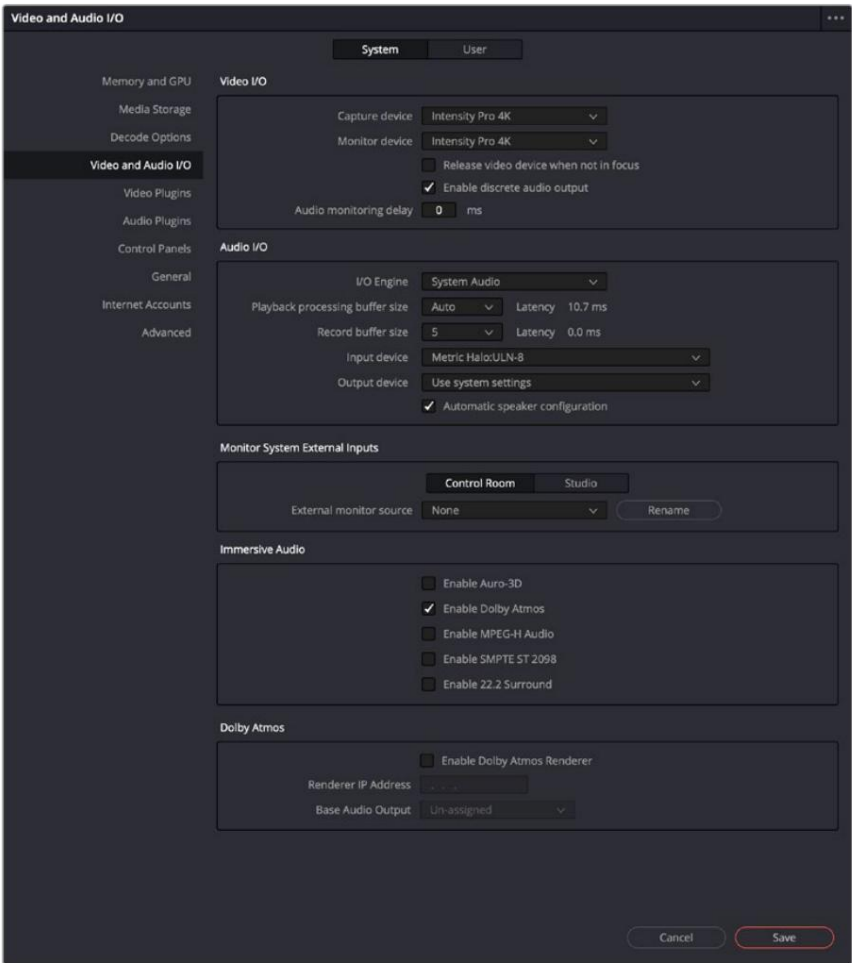 Video and Audio I/O
System User
Memory and GPU
Media Storage
Decode Options
Video and Audio I/O
Video Plugins
Audio Plugins
Control Panels
General
Internet Accounts
Advanced
Video I/O
Capture device Intensity Pro 4K
Monitor device Intensity Pro 4K
Release video device when not in focus
Enable discrete audio output
Audio monitoring delay 0 ms
Audio I/O
I/O Engine System Audio
Playback processing buffer size Auto Latency 10.7 ms
Record buffer size 5 Latency 0.0 ms
Input device Metric Halo:ULN-8
Output device Use system settings
Automatic speaker configuration
Monitor System External Inputs
Control Room Studio
External monitor source None Rename
Immersive Audio
Enable Auro-3D
Enable Dolby Atmos
Enable MPEG-H Audio
Enable SMPTE ST 2098
Enable 22.2 Surround
Dolby Atmos
Enable Dolby Atmos Renderer
Renderer IP Address . . .
Base Audio Output Un-assigned
Cancel Save